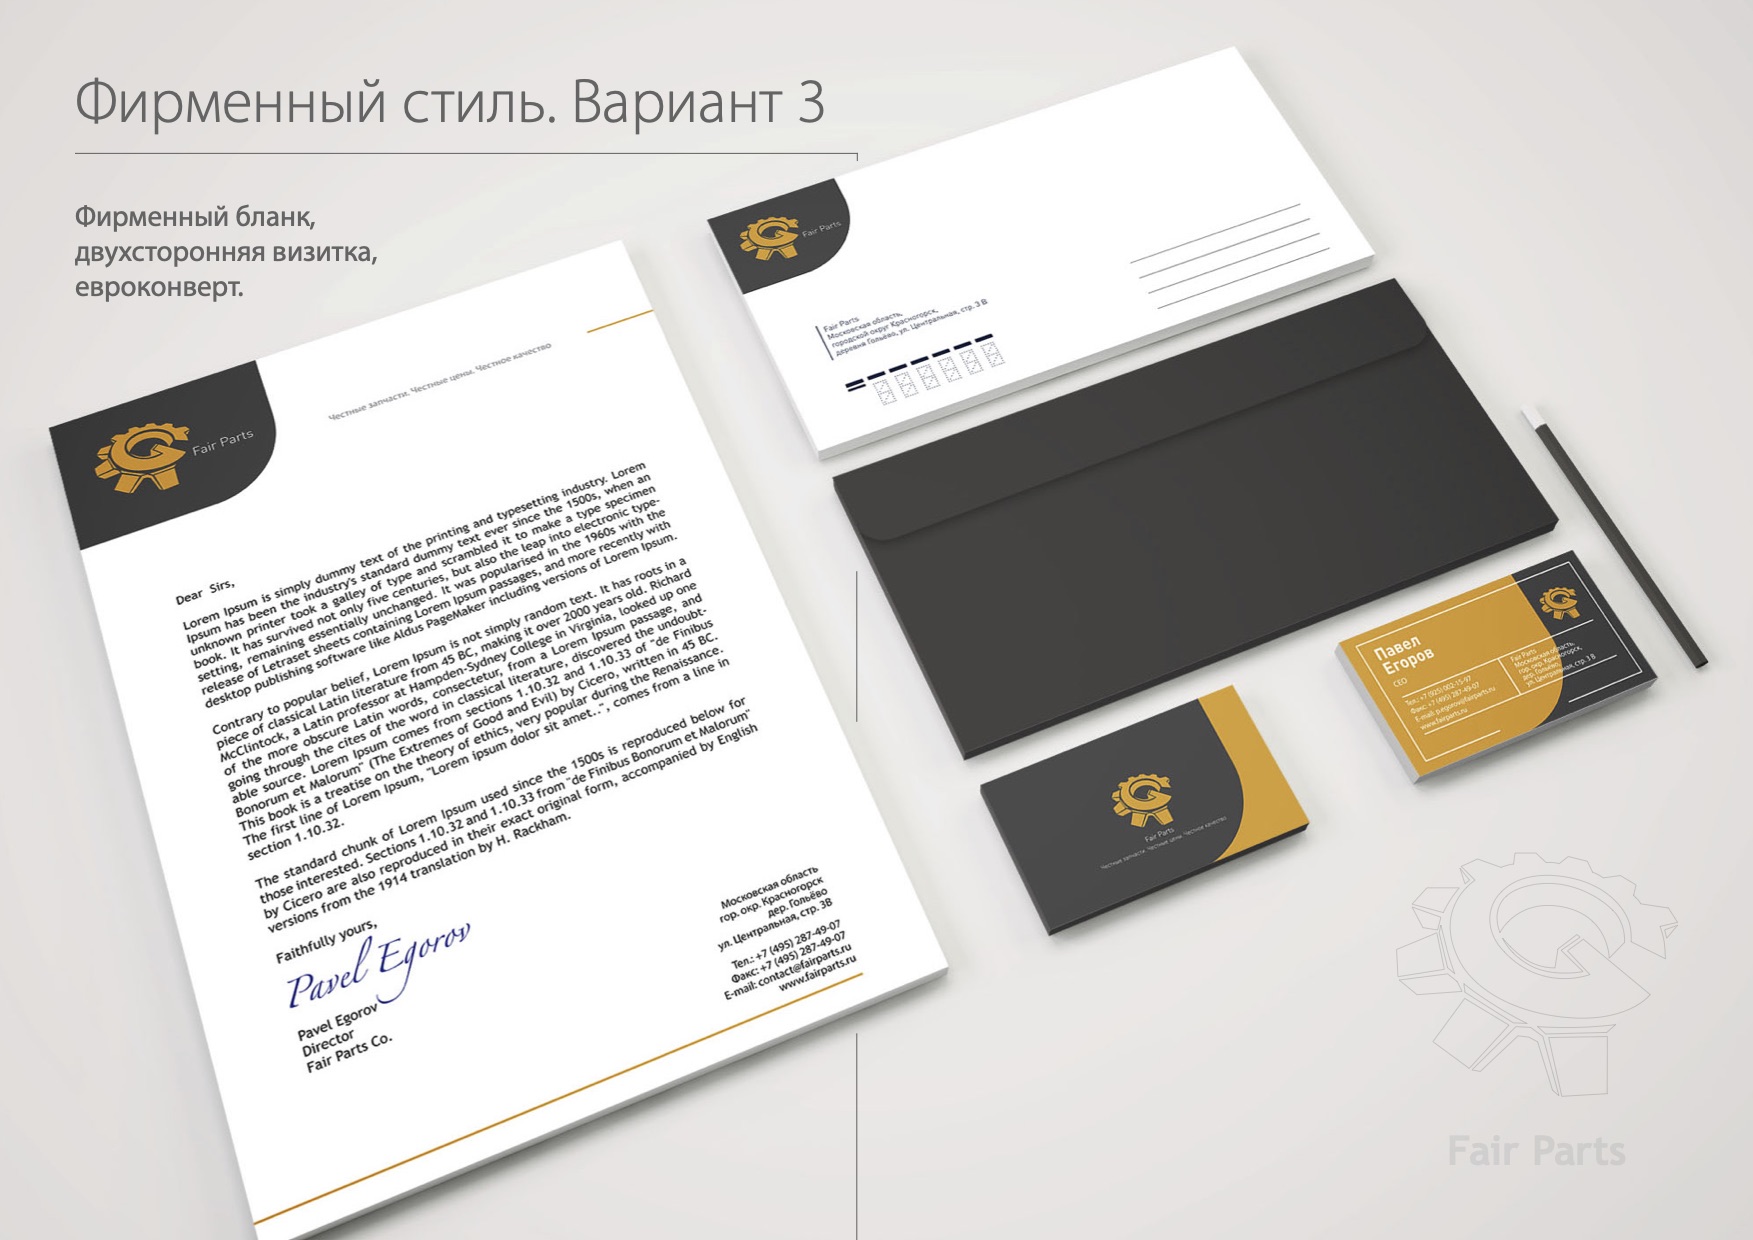 Фирменный стиль. Вариант 3
Фирменный бланк,
двухсторонняя визитка,
евроконверт.
Fair Parts
Честные запчасти. Честные цены. Честное качество
Dear Sirs,
Lorem Ipsum is simply dummy text of the printing and typesetting industry. Lorem
Ipsum has been the industry's standard dummy text ever since the 1500s, when an
unknown printer took a galley of type and scrambled it to make a type specimen
book. It has survived not only five centuries, but also the leap into electronic type-
setting, remaining essentially unchanged. It was popularised in the 1960s with the
release of Letraset sheets containing Lorem Ipsum passages, and more recently with
desktop publishing software like Aldus PageMaker including versions of Lorem Ipsum.
Contrary to popular belief, Lorem Ipsum is not simply random text. It has roots in a
piece of classical Latin literature from 45 BC, making it over 2000 years old. Richard
McClintock, a Latin professor at Hampden-Sydney College in Virginia, looked up one
of the more obscure Latin words, consectetur, from a Lorem Ipsum passage, and
going through the cites of the word in classical literature, discovered the undoubt-
able source. Lorem Ipsum comes from sections 1.10.32 and 1.10.33 of "de Finibus
Bonorum et Malorum" (The Extremes of Good and Evil) by Cicero, written in 45 BC.
This book is a treatise on the theory of ethics, very popular during the Renaissance.
The first line of Lorem Ipsum, "Lorem ipsum dolor sit amet..", comes from a line in
section 1.10.32.
The standard chunk of Lorem Ipsum used since the 1500s is reproduced below for
those interested. Sections 1.10.32 and 1.10.33 from "de Finibus Bonorum et Malorum"
by Cicero are also reproduced in their exact original form, accompanied by English
versions from the 1914 translation by H. Rackham.
Faithfully yours,
Pavel Egorov
Pavel Egorov
Director
Fair Parts Co.
Московская область
гор. окр. Красногорск
дер. Гольёво
ул. Центральная, стр. 3В
Тел.: +7 (495) 287-49-07
Факс: +7 (495) 287-49-07
E-mail: contact@fairparts.ru
www.fairparts.ru
Fair Parts
Fair Parts
Московская область,
городской округ Красногорск,
деревня Гольёво, ул. Центральная, стр. 3 В
Fair Parts
Честные запчасти. Честные цены. Честное качество
Павел
Егоров
CEO
Тел.: +7 (925) 002-15-97
Факс: +7 (495) 287-49-07
E-mail: p.egorov@fairparts.ru
www.fairparts.ru
Fair Parts
Московская область,
гор. окр. Красногорск,
дер. Гольёво,
ул. Центральная, стр. 3 В
Fair Parts